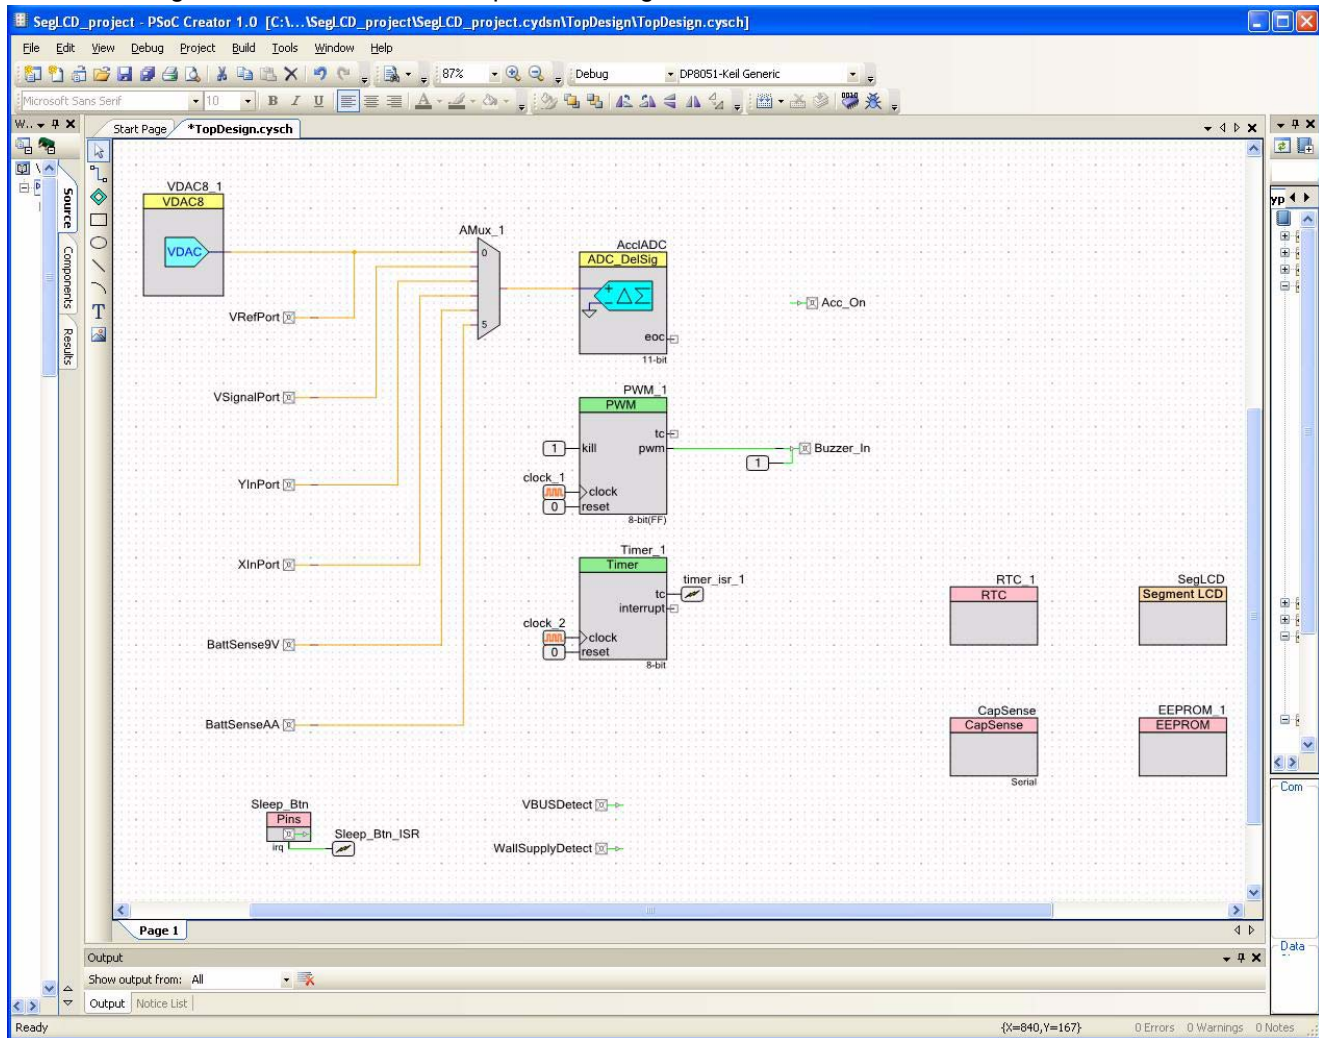 SegLCD_project - PSoC Creator 1.0 [C:\...\SegLCD_project\SegLCD_project.cydsn\TopDesign\TopDesign.cysch]
File Edit View Debug Project Build Tools Window Help
87% Debug DP8051-Keil Generic
Microsoft Sans Serif 10 B I U A
W..
Start Page *TopDesign.cysch
Source
Components
Results
T
VDAC8_1
VDAC8
VDAC
AMux_1
0
5
AcclADC
ADC_DelSig
eoc
11-bit
Acc_On
VRefPort
VSignalPort
YInPort
XInPort
BattSense9V
BattSenseAA
PWM_1
PWM
tc
1 kill pwm
1
Buzzer_In
clock_1
clock
0 reset
8-bit(FF)
Timer_1
Timer
timer_isr_1
tc
interrupt
clock_2
clock
0 reset
8-bit
RTC_1
RTC
SegLCD
Segment LCD
CapSense
CapSense
Serial
EEPROM_1
EEPROM
Sleep_Btn
Pins
irq
Sleep_Btn_ISR
VBUSDetect
WallSupplyDetect
yp
Com
Data
Page 1
Output
Show output from: All
Output Notice List
Ready {X=840,Y=167} 0 Errors 0 Warnings 0 Notes